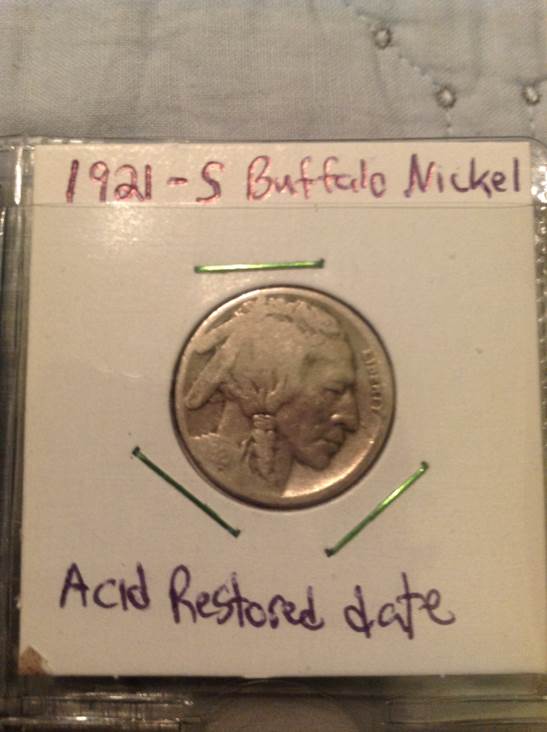 1921-S Buffalo Nickel
LIBERTY
Acid Restored date